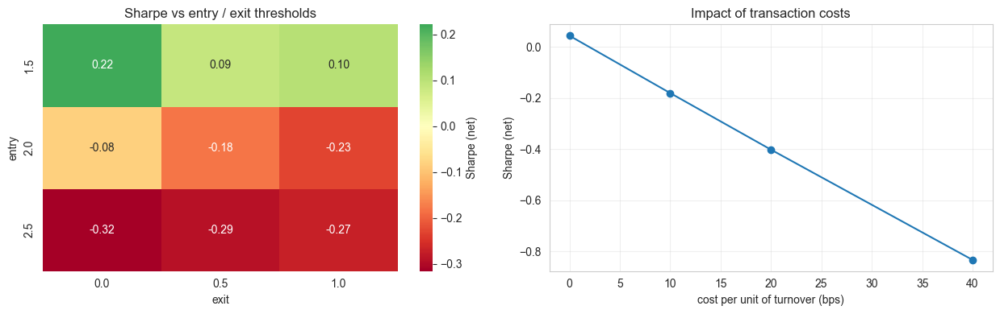 Sharpe vs entry / exit thresholds
entry
1.5
2.0
2.5
0.22 0.09 0.10
-0.08 -0.18 -0.23
-0.32 -0.29 -0.27
0.0 0.5 1.0
exit
0.2
0.1
0.0
−0.1
−0.2
−0.3
Sharpe (net)
Impact of transaction costs
Sharpe (net)
0.0
−0.2
−0.4
−0.6
−0.8
0 5 10 15 20 25 30 35 40
cost per unit of turnover (bps)